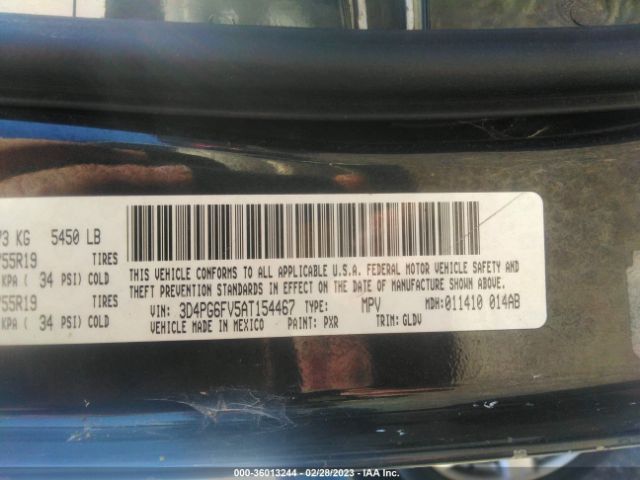 73 KG 5450 LB
755R19 TIRES
KPA ( 34 PSI) COLD
755R19 TIRES
KPA ( 34 PSI) COLD
THIS VEHICLE CONFORMS TO ALL APPLICABLE U.S.A. FEDERAL MOTOR VEHICLE SAFETY AND
THEFT PREVENTION STANDARDS IN EFFECT ON THE DATE OF MANUFACTURE SHOWN ABOVE.
VIN: 3D4PG6FV5AT154467 TYPE: MPV MDH: 011410 014AB
VEHICLE MADE IN MEXICO PAINT: PXR TRIM: GLDV
000-36013244 - 02/28/2023 - IAA Inc.